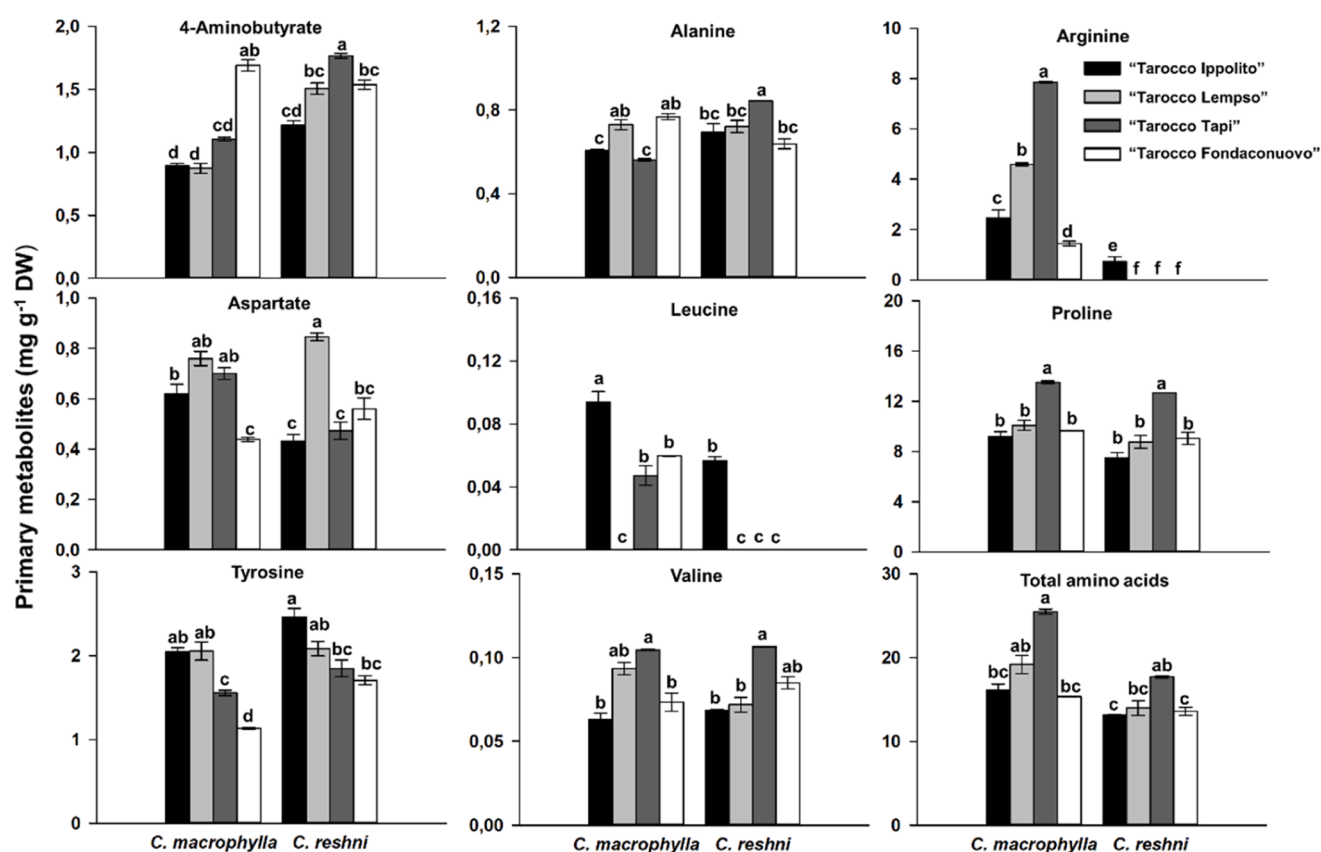 Primary metabolites (mg g⁻¹ DW)
4-Aminobutyrate
2,0
1,5
1,0
1,5
0,0
d d cd ab cd bc a bc
Alanine
1,2
0,8
0,4
0,0
c ab c ab bc bc a bc
Arginine
10
8
6
4
2
0
c b a d e f f f
"Tarocco Ippolito"
"Tarocco Lempso"
"Tarocco Tapi"
"Tarocco Fondaconuovo"
Aspartate
1,0
0,8
0,6
0,4
0,2
0,0
b ab ab c c a c bc
Leucine
0,16
0,12
0,08
0,04
0,00
a c b b b c c c
Proline
20
16
12
8
4
0
b b a b b b a b
Tyrosine
3
2
1
0
ab ab c d a ab bc bc
C. macrophylla C. reshni
Valine
0,15
0,10
0,05
0,00
b ab a b b b a ab
C. macrophylla C. reshni
Total amino acids
30
20
10
0
bc ab a bc c bc ab c
C. macrophylla C. reshni